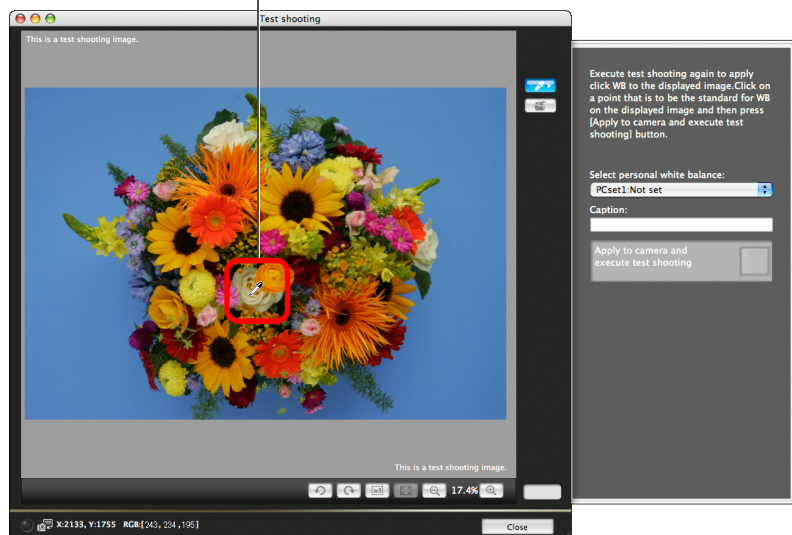 Test shooting
This is a test shooting image.
Execute test shooting again to apply
click WB to the displayed image.Click on
a point that is to be the standard for WB
on the displayed image and then press
[Apply to camera and execute test
shooting] button.
Select personal white balance:
PCset1:Not set
Caption:
Apply to camera and
execute test shooting
This is a test shooting image.
x1
17.4%
X:2133, Y:1755 RGB:[243, 234 ,195]
Close